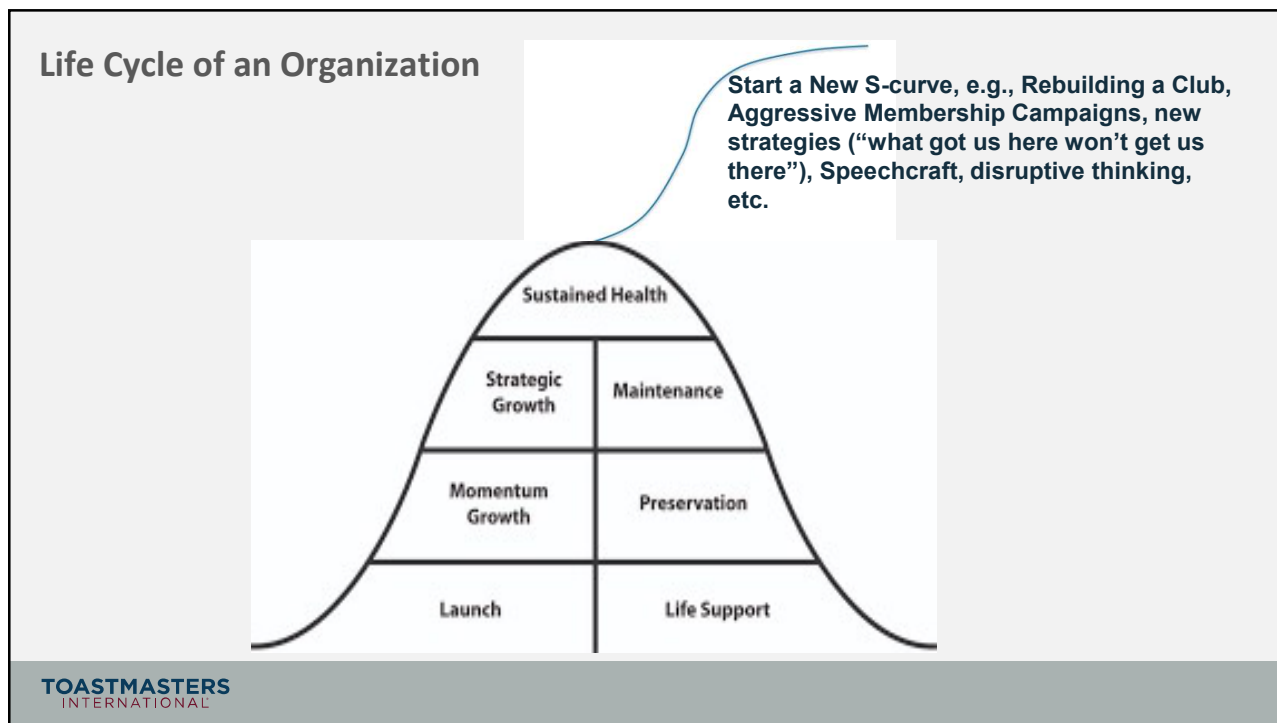 Life Cycle of an Organization
Start a New S-curve, e.g., Rebuilding a Club,
Aggressive Membership Campaigns, new
strategies (“what got us here won’t get us
there”), Speechcraft, disruptive thinking,
etc.
Sustained Health
Strategic
Growth
Maintenance
Momentum
Growth
Preservation
Launch
Life Support
TOASTMASTERS
INTERNATIONAL